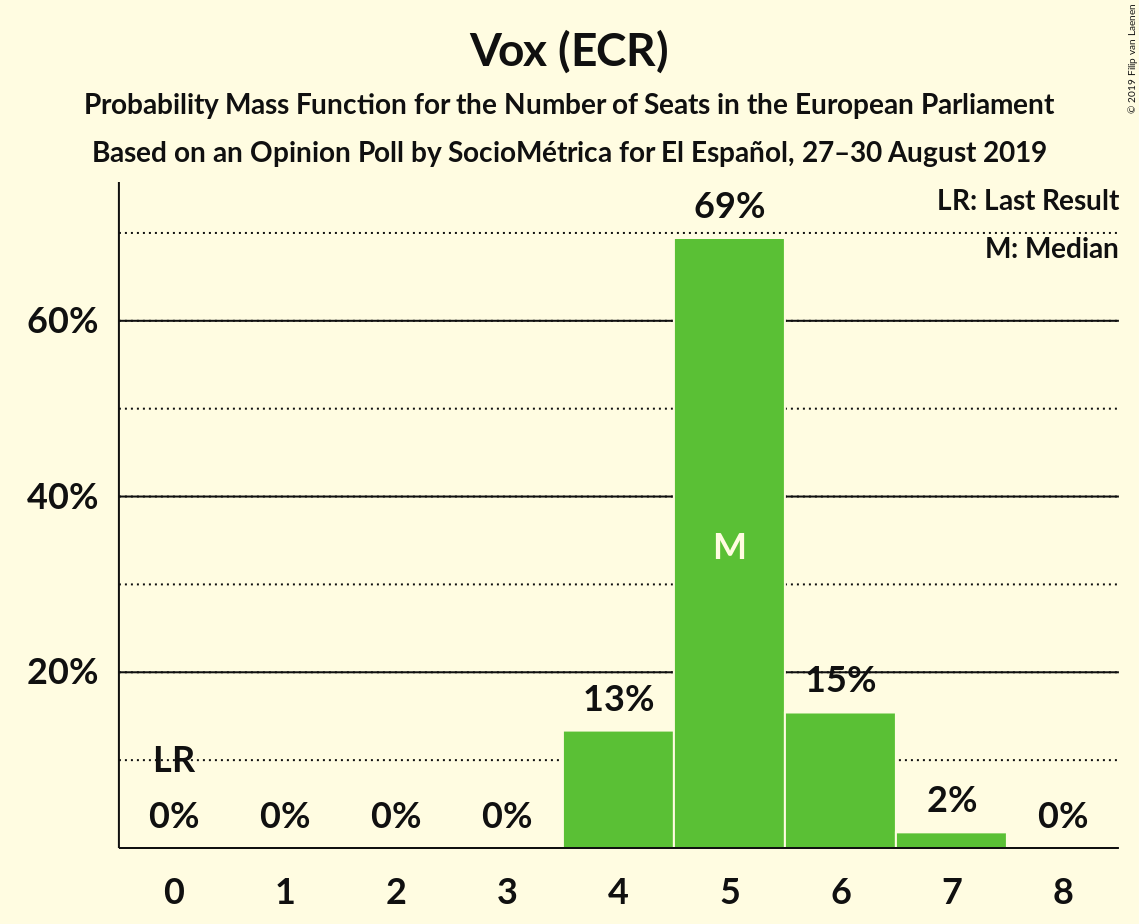 Vox (ECR)
Probability Mass Function for the Number of Seats in the European Parliament
Based on an Opinion Poll by SocioMétrica for El Español, 27–30 August 2019
© 2019 Filip van Laenen
LR: Last Result
M: Median
69%
60%
40%
M
20%
15%
13%
LR
2%
0%
0%
0%
0%
0%
0 1 2 3 4 5 6 7 8